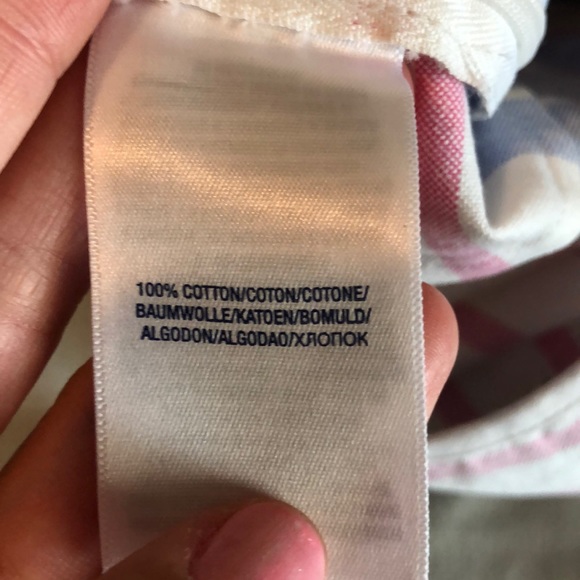 100% COTTON/COTON/COTONE/
BAUMWOLLE/KATOEN/BOMULD/
ALGODON/ALGODAO/ХЛОПОК